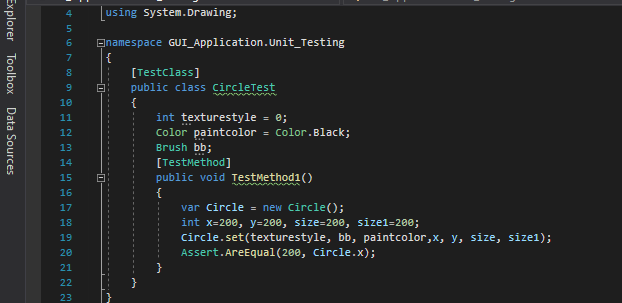 Explorer
Toolbox
Data Sources
4 using System.Drawing;
5
6 namespace GUI_Application.Unit_Testing
7 {
8 [TestClass]
9 public class CircleTest
10 {
11 int texturestyle = 0;
12 Color paintcolor = Color.Black;
13 Brush bb;
14 [TestMethod]
15 public void TestMethod1()
16 {
17 var Circle = new Circle();
18 int x=200, y=200, size=200, size1=200;
19 Circle.set(texturestyle, bb, paintcolor,x, y, size, size1);
20 Assert.AreEqual(200, Circle.x);
21 }
22 }
23 }